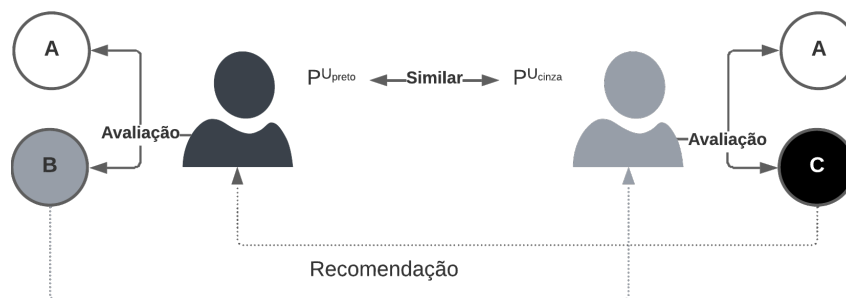 A
A
PUpreto
Similar
PUcinza
Avaliação
Avaliação
B
C
Recomendação